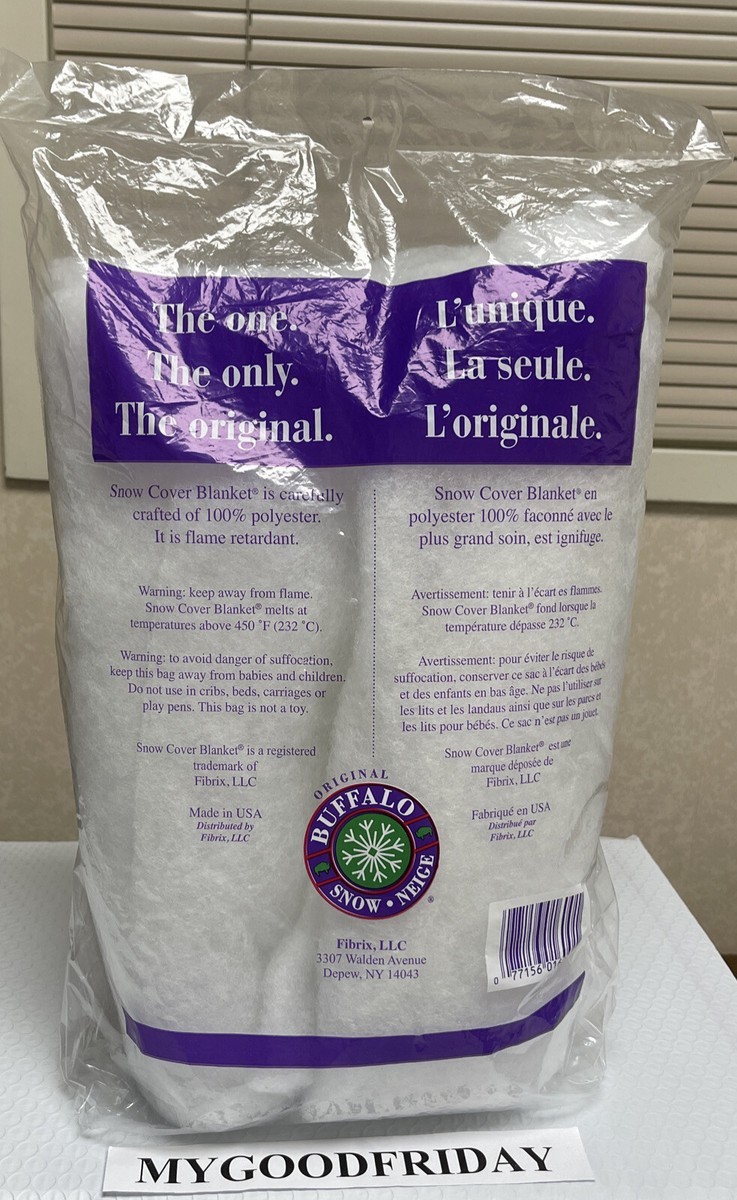 The one.
The only.
The original.
L'unique.
La seule.
L'originale.
Snow Cover Blanket® is carefully
crafted of 100% polyester.
It is flame retardant.
Warning: keep away from flame.
Snow Cover Blanket® melts at
temperatures above 450 °F (232 °C).
Warning: to avoid danger of suffocation,
keep this bag away from babies and children.
Do not use in cribs, beds, carriages or
play pens. This bag is not a toy.
Snow Cover Blanket® is a registered
trademark of
Fibrix, LLC
Made in USA
Distributed by
Fibrix, LLC
Snow Cover Blanket® en
polyester 100% faconné avec le
plus grand soin, est ignifuge.
Avertissement: tenir à l'écart es flammes.
Snow Cover Blanket® fond lorsque la
température dépasse 232 °C.
Avertissement: pour éviter le risque de
suffocation, conserver ce sac à l'écart des bébés
et des enfants en bas âge. Ne pas l'utiliser sur
les lits et les landaus ainsi que sur les parcs et
les lits pour bébés. Ce sac n'est pas un jouet.
Snow Cover Blanket® est une
marque déposée de
Fibrix, LLC
Fabriqué en USA
Distribué par
Fibrix, LLC
ORIGINAL
BUFFALO
SNOW • NEIGE ®
Fibrix, LLC
3307 Walden Avenue
Depew, NY 14043
0 77156
MYGOODFRIDAY